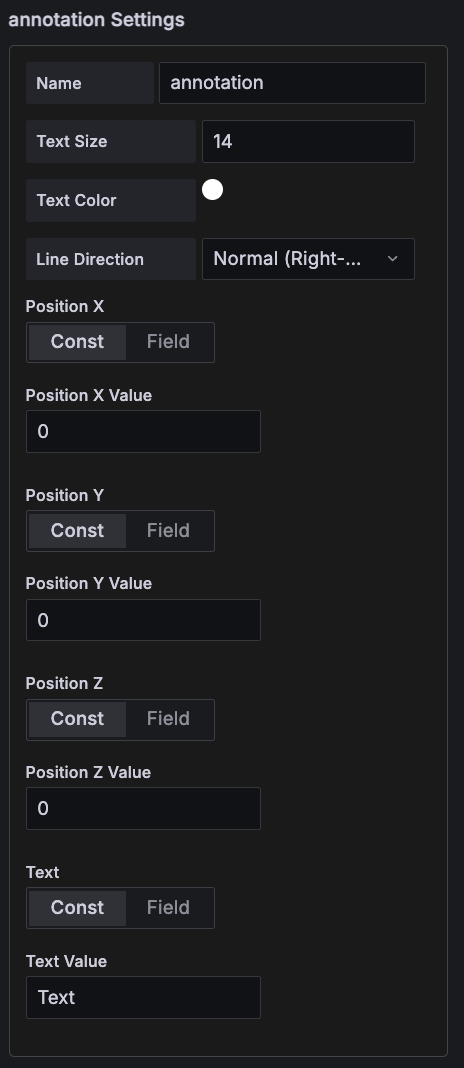 annotation Settings
Name annotation
Text Size 14
Text Color
Line Direction Normal (Right-...
Position X
Const Field
Position X Value
0
Position Y
Const Field
Position Y Value
0
Position Z
Const Field
Position Z Value
0
Text
Const Field
Text Value
Text